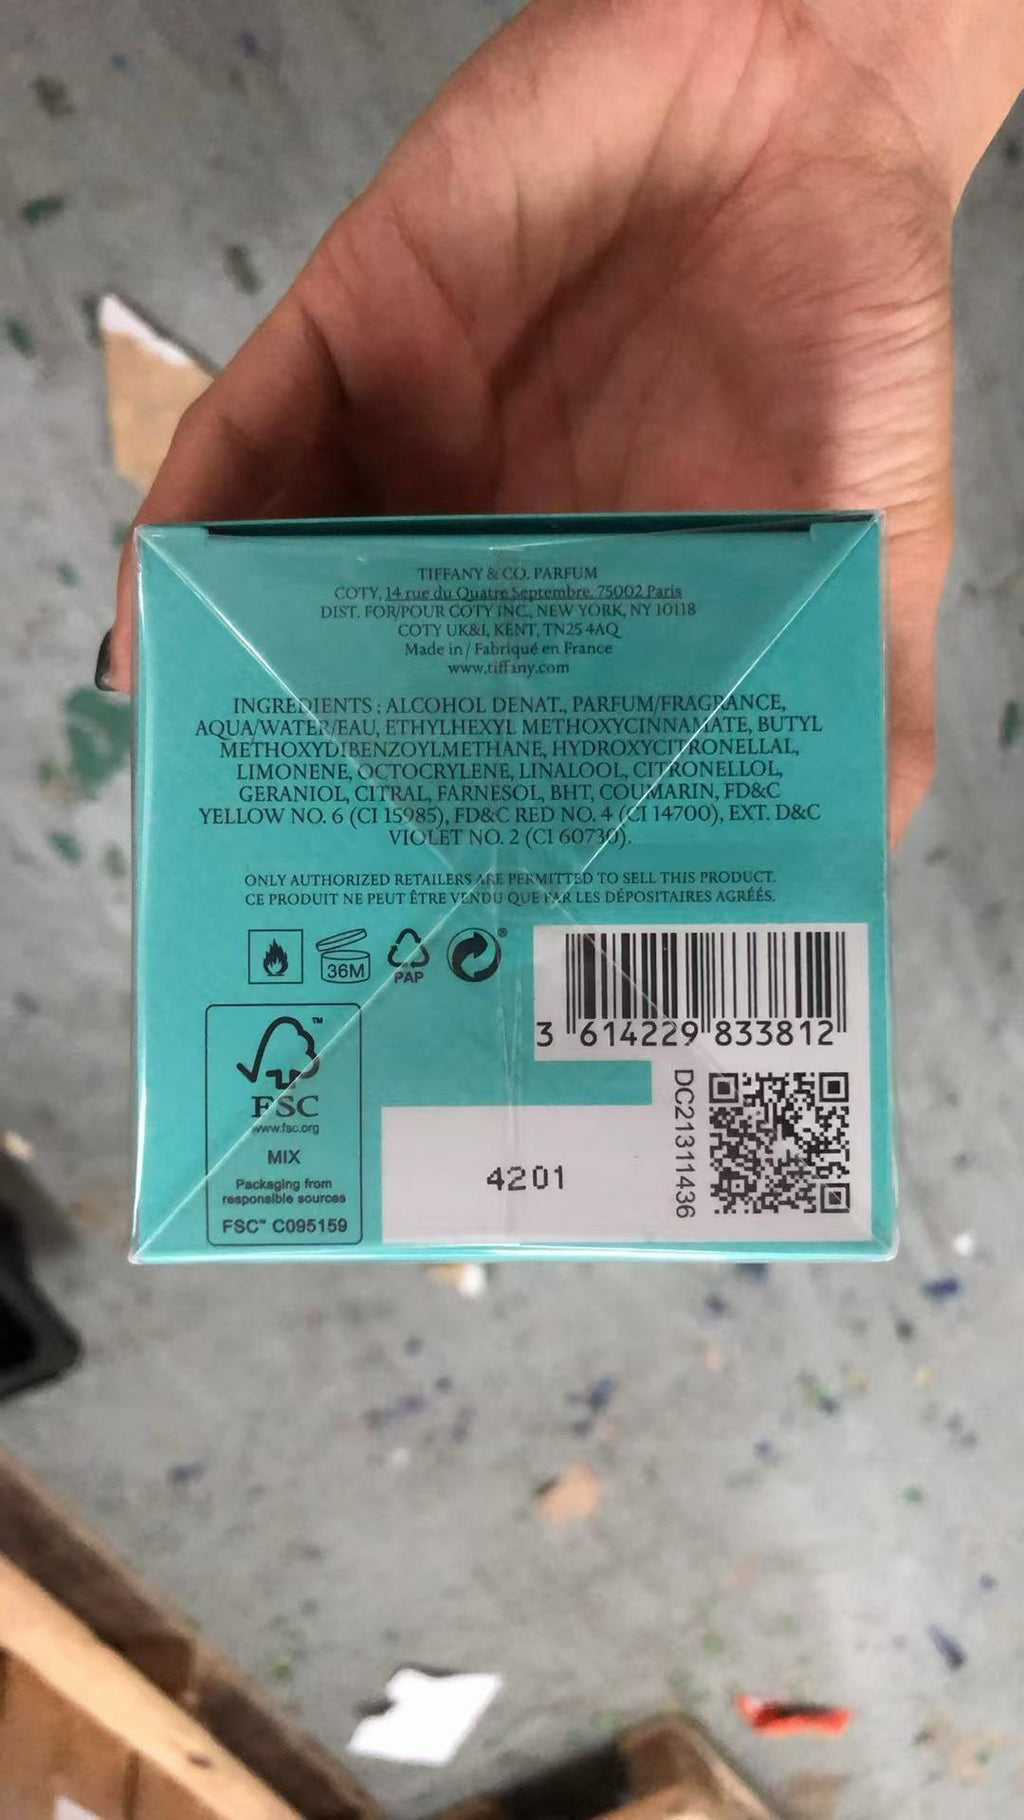 TIFFANY & CO. PARFUM
COTY, 14 rue du Quatre Septembre, 75002 Paris
DIST. FOR/POUR COTY INC., NEW YORK, NY 10118
COTY UK&I, KENT, TN25 4AQ
Made in / Fabriqué en France
www.tiffany.com
INGREDIENTS : ALCOHOL DENAT., PARFUM/FRAGRANCE,
AQUA/WATER/EAU, ETHYLHEXYL METHOXYCINNAMATE, BUTYL
METHOXYDIBENZOYLMETHANE, HYDROXYCITRONELLAL,
LIMONENE, OCTOCRYLENE, LINALOOL, CITRONELLOL,
GERANIOL, CITRAL, FARNESOL, BHT, COUMARIN, FD&C
YELLOW NO. 6 (CI 15985), FD&C RED NO. 4 (CI 14700), EXT. D&C
VIOLET NO. 2 (CI 60730).
ONLY AUTHORIZED RETAILERS ARE PERMITTED TO SELL THIS PRODUCT.
CE PRODUIT NE PEUT ÊTRE VENDU QUE PAR LES DÉPOSITAIRES AGRÉÉS.
36M
PAP
®
3 614229 833812
DC21311436
4201
™
FSC
www.fsc.org
MIX
Packaging from
responsible sources
FSC™ C095159